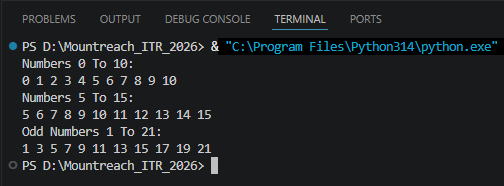 PROBLEMS OUTPUT DEBUG CONSOLE TERMINAL PORTS
PS D:\Mountreach_ITR_2026> & "C:\Program Files\Python314\python.exe"
Numbers 0 To 10:
0 1 2 3 4 5 6 7 8 9 10
Numbers 5 To 15:
5 6 7 8 9 10 11 12 13 14 15
Odd Numbers 1 To 21:
1 3 5 7 9 11 13 15 17 19 21
PS D:\Mountreach_ITR_2026>